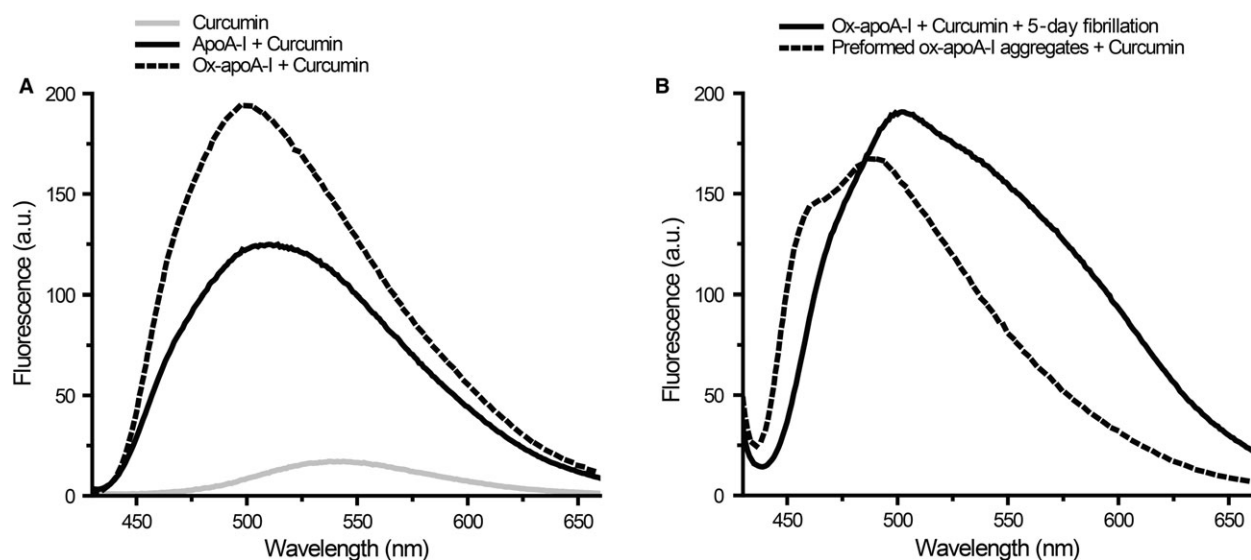 Curcumin
ApoA-I + Curcumin
Ox-apoA-I + Curcumin
A
200
150
100
50
0
Fluorescence (a.u.)
450 500 550 600 650
Wavelength (nm)
Ox-apoA-I + Curcumin + 5-day fibrillation
Preformed ox-apoA-I aggregates + Curcumin
B
200
150
100
50
0
Fluorescence (a.u.)
450 500 550 600 650
Wavelength (nm)